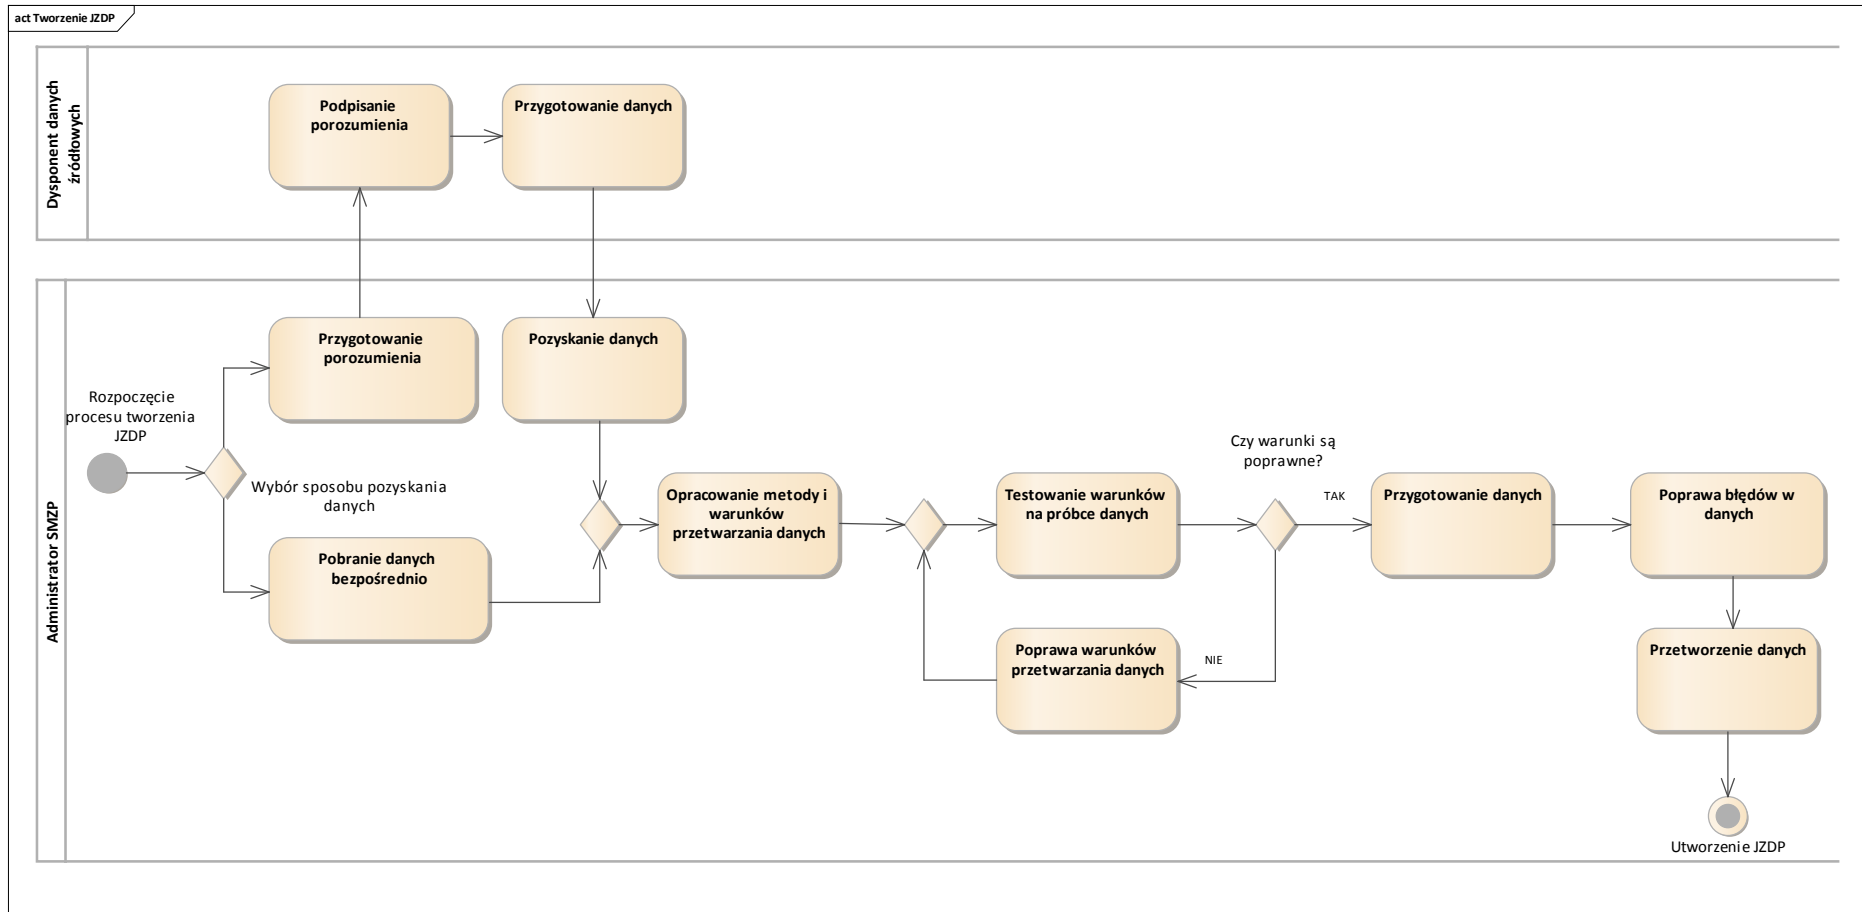 act Tworzenie JZDP
Dysponent danych
źródłowych
Podpisanie
porozumienia
Przygotowanie danych
Administrator SMZP
Przygotowanie
porozumienia
Pozyskanie danych
Rozpoczęcie
procesu tworzenia
JZDP
Wybór sposobu pozyskania
danych
Pobranie danych
bezpośrednio
Opracowanie metody i
warunków
przetwarzania danych
Testowanie warunków
na próbce danych
Czy warunki są
poprawne?
TAK
Przygotowanie danych
Poprawa błędów w
danych
Poprawa warunków
przetwarzania danych
NIE
Przetworzenie danych
Utworzenie JZDP